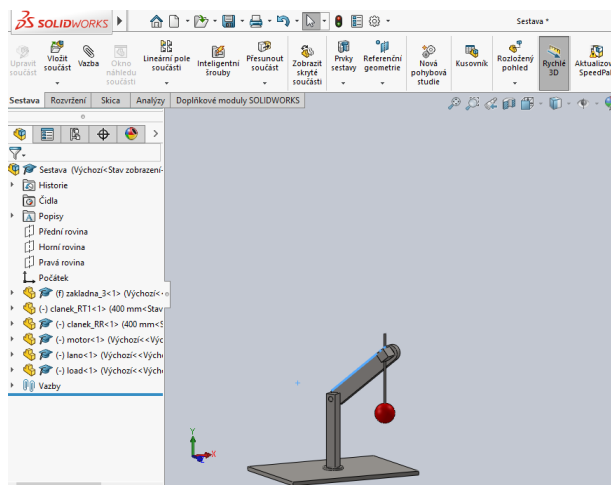 SOLIDWORKS
Sestava *
Upravit součást
Vložit součást
Vazba
Okno náhledu součásti
Lineární pole součástí
Inteligentní šrouby
Přesunout součást
Zobrazit skryté součásti
Prvky sestavy
Referenční geometrie
Nová pohybová studie
Kusovník
Rozložený pohled
Rychlé 3D
Aktualizov
SpeedPal
Sestava
Rozvržení
Skica
Analýzy
Doplňkové moduly SOLIDWORKS
Sestava (Výchozí<Stav zobrazení-
Historie
Čidla
Popisy
Přední rovina
Horní rovina
Pravá rovina
Počátek
(f) zakladna_3<1> (Výchozí<
(-) clanek_RT1<1> (400 mm<Stav
(-) clanek_RR<1> (400 mm<S
(-) motor<1> (Výchozí<<Výc
(-) lano<1> (Výchozí<<Vých
(-) load<1> (Výchozí<<Vých
Vazby
Y
X